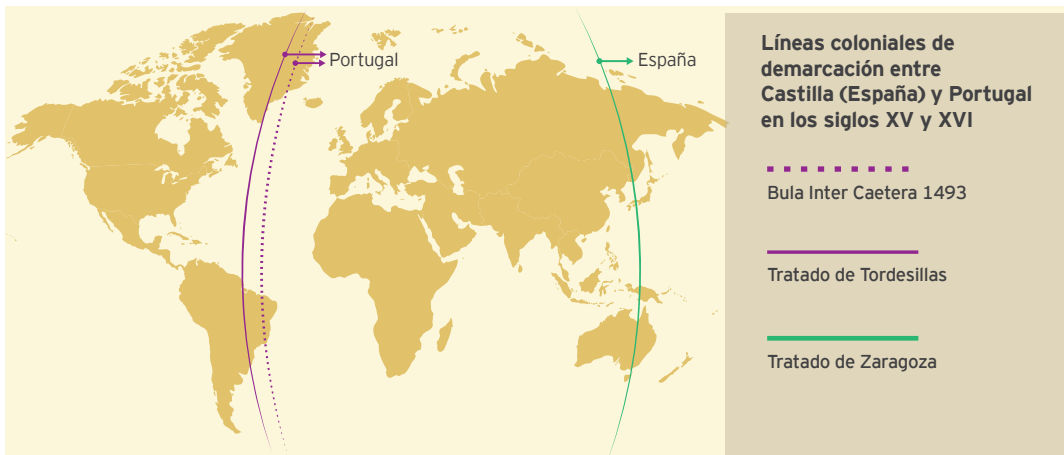 Portugal
España
Líneas coloniales de
demarcación entre
Castilla (España) y Portugal
en los siglos XV y XVI
Bula Inter Caetera 1493
Tratado de Tordesillas
Tratado de Zaragoza